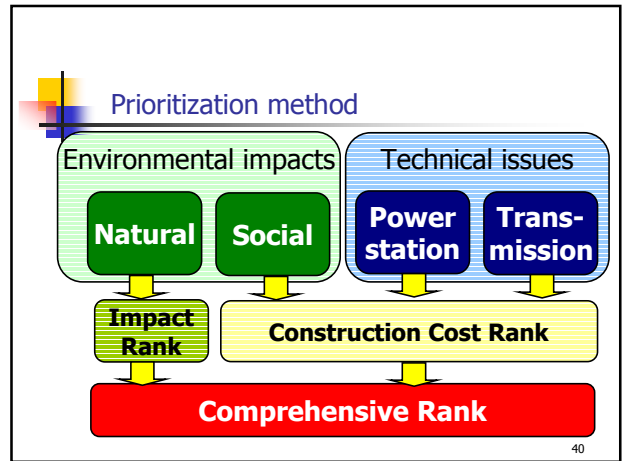 Prioritization method
Environmental impacts
Technical issues
Natural
Social
Power
station
Trans-
mission
Impact
Rank
Construction Cost Rank
Comprehensive Rank
40